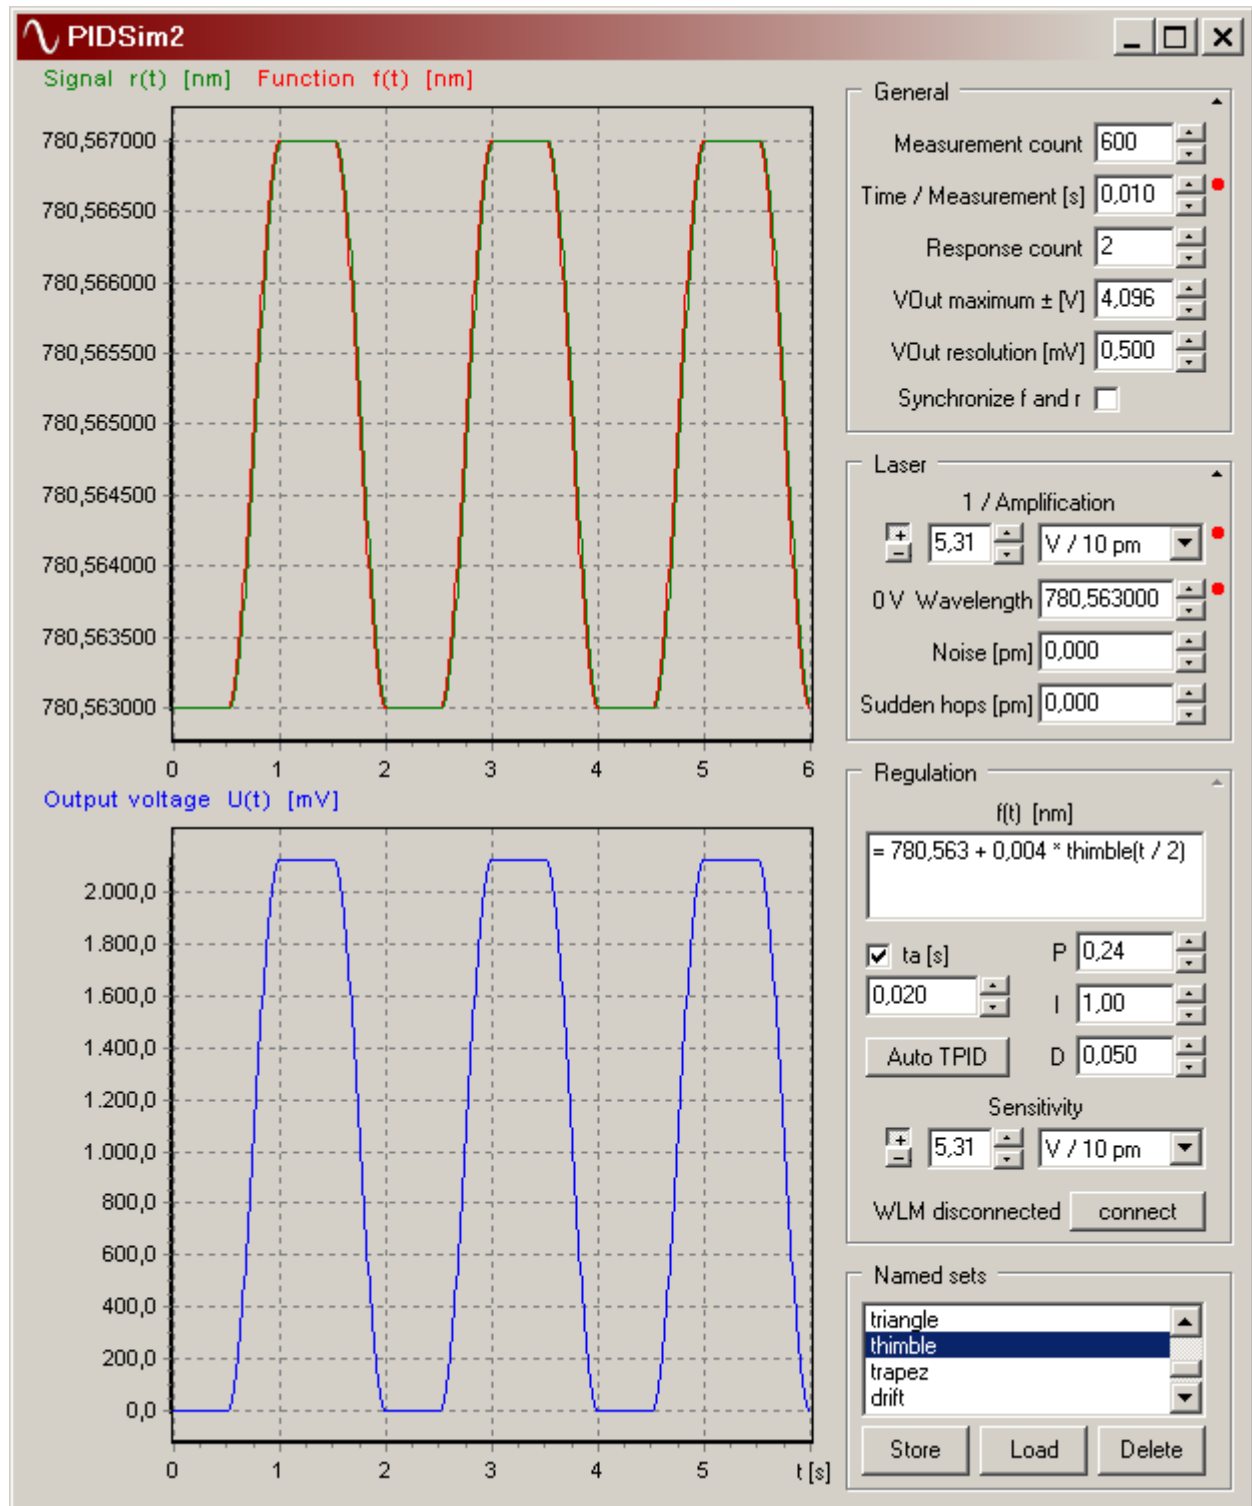 PIDSim2
Signal r(t) [nm] Function f(t) [nm]
780,567000
780,566500
780,566000
780,565500
780,565000
780,564500
780,564000
780,563500
780,563000
0 1 2 3 4 5 6
Output voltage U(t) [mV]
2.000,0
1.800,0
1.600,0
1.400,0
1.200,0
1.000,0
800,0
600,0
400,0
200,0
0,0
0 1 2 3 4 5 t [s]
General
Measurement count 600
Time / Measurement [s] 0,010
Response count 2
VOut maximum ± [V] 4,096
VOut resolution [mV] 0,500
Synchronize f and r
Laser
1 / Amplification
+ − 5,31 V / 10 pm
0 V Wavelength 780,563000
Noise [pm] 0,000
Sudden hops [pm] 0,000
Regulation
f(t) [nm]
= 780,563 + 0,004 * thimble(t / 2)
ta [s] P 0,24
0,020 I 1,00
Auto TPID D 0,050
Sensitivity
+ − 5,31 V / 10 pm
WLM disconnected connect
Named sets
triangle
thimble
trapez
drift
Store Load Delete